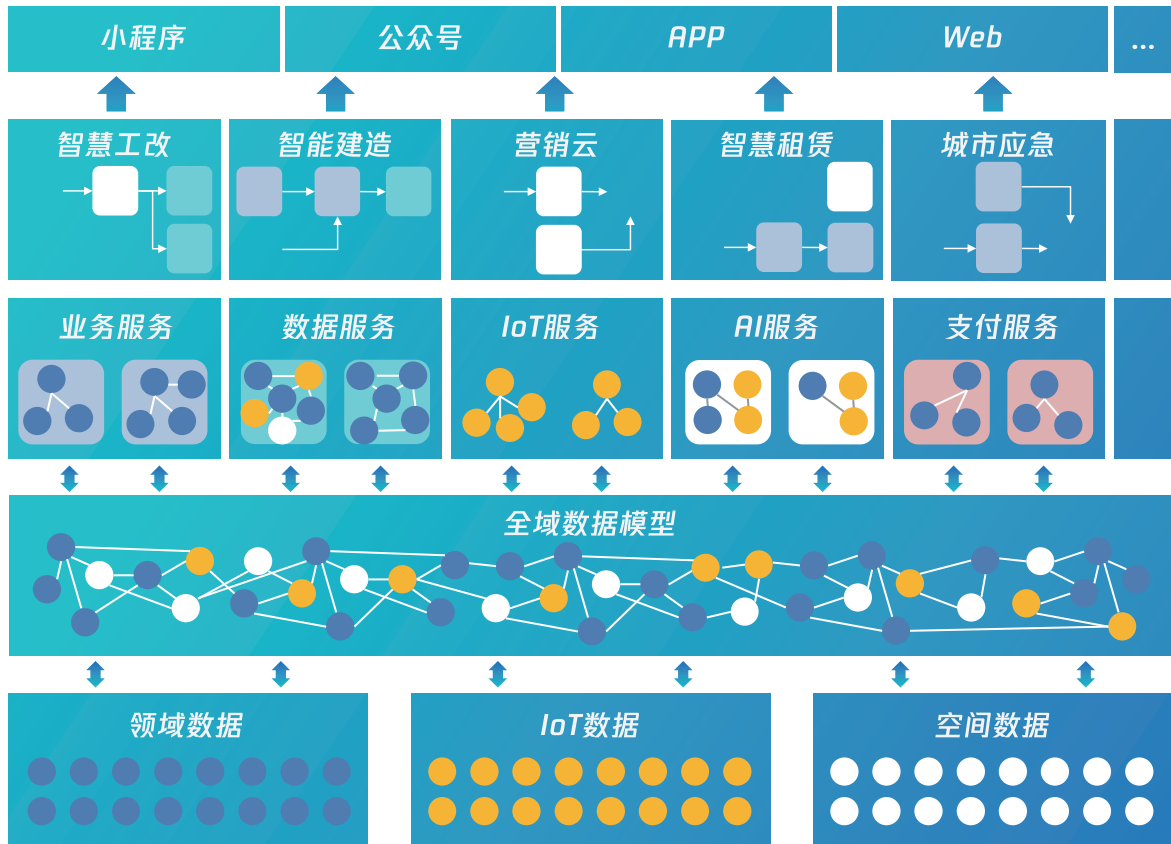 小程序
公众号
APP
Web
...
智慧工改
智能建造
营销云
智慧租赁
城市应急
业务服务
数据服务
IoT服务
AI服务
支付服务
全域数据模型
领域数据
IoT数据
空间数据